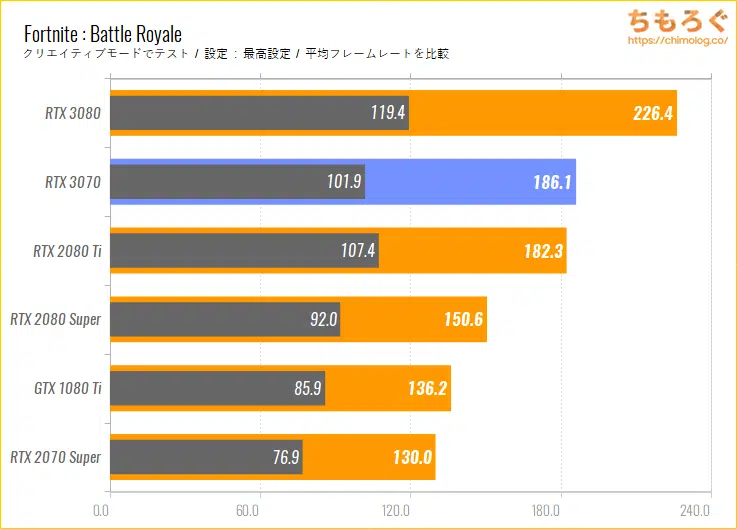 Fortnite : Battle Royale
クリエイティブモードでテスト / 設定 : 最高設定 / 平均フレームレートを比較
ちもろぐ
https://chimolog.co/
RTX 3080 119.4 226.4
RTX 3070 101.9 186.1
RTX 2080 Ti 107.4 182.3
RTX 2080 Super 92.0 150.6
GTX 1080 Ti 85.9 136.2
RTX 2070 Super 76.9 130.0
0.0 60.0 120.0 180.0 240.0